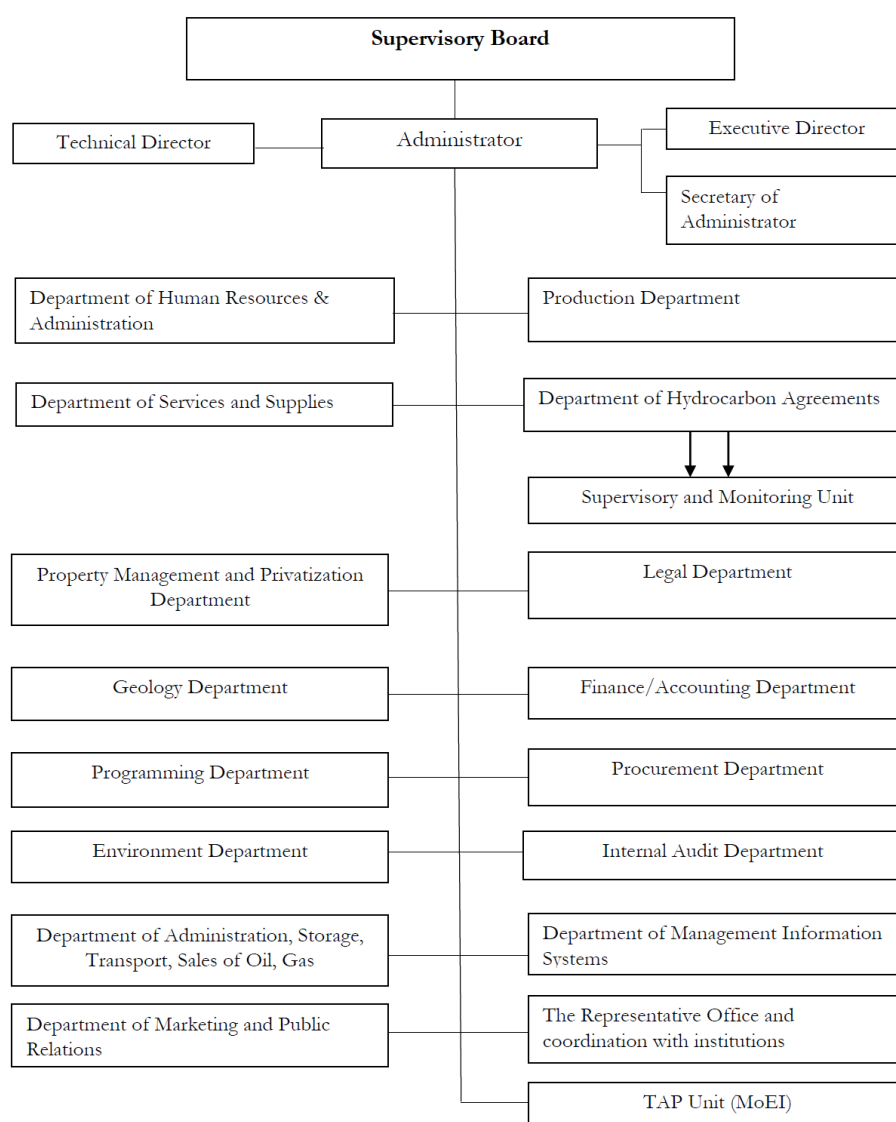 Supervisory Board
Technical Director
Administrator
Executive Director
Secretary of
Administrator
Department of Human Resources &
Administration
Production Department
Department of Services and Supplies
Department of Hydrocarbon Agreements
Supervisory and Monitoring Unit
Property Management and Privatization
Department
Legal Department
Geology Department
Finance/Accounting Department
Programming Department
Procurement Department
Environment Department
Internal Audit Department
Department of Administration, Storage,
Transport, Sales of Oil, Gas
Department of Management Information
Systems
Department of Marketing and Public
Relations
The Representative Office and
coordination with institutions
TAP Unit (MoEI)